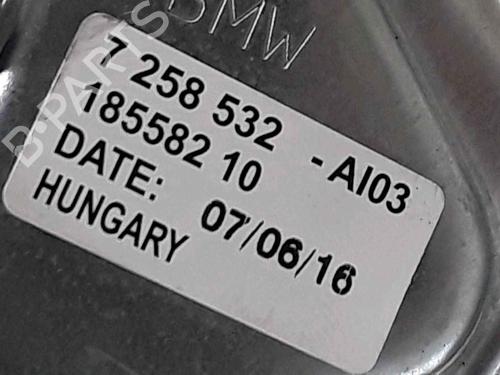 BMW
7 258 532 - AI03
185582 10
DATE: 07/06/16
HUNGARY
B-PARTS